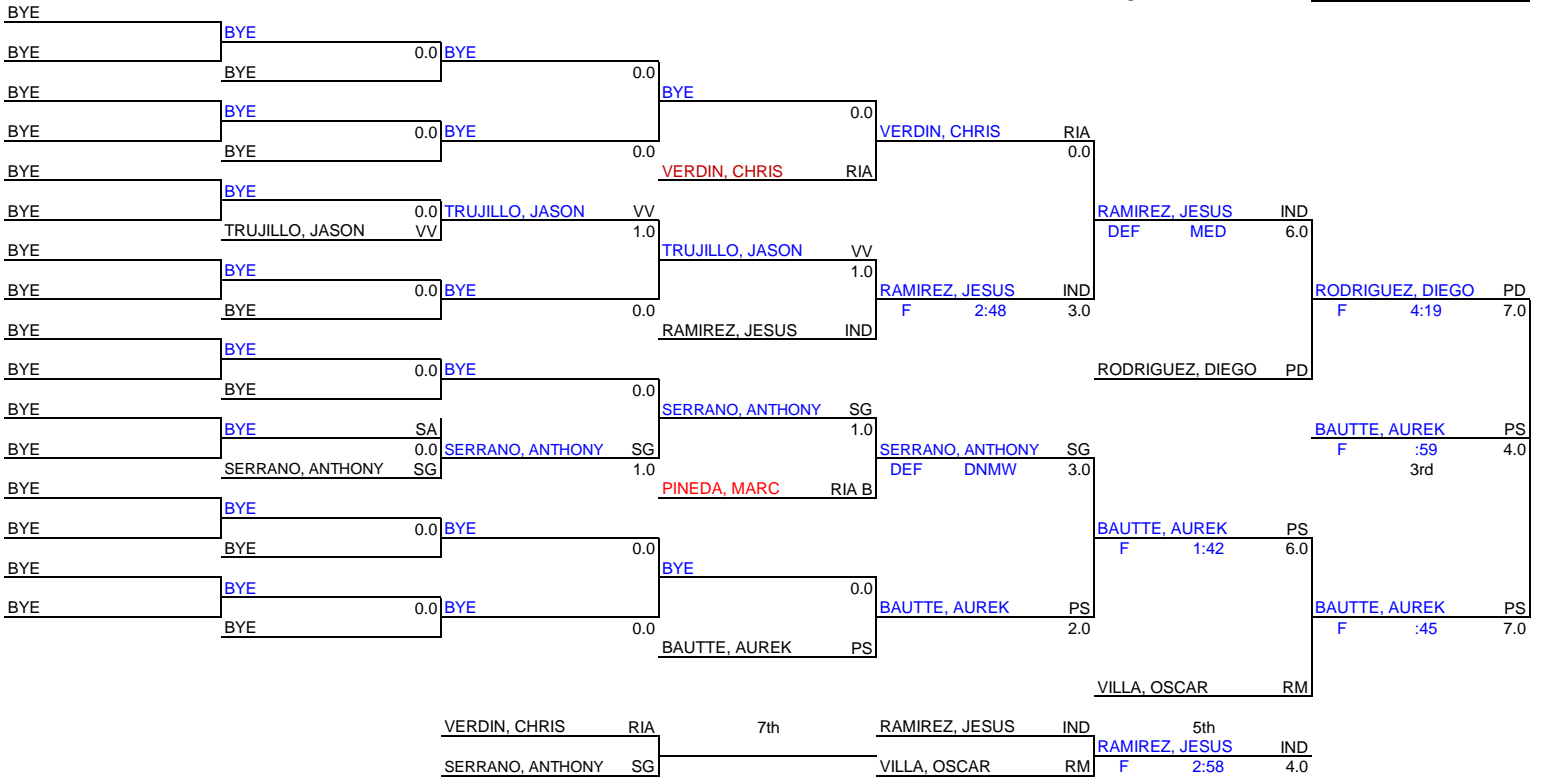 BYE
BYE
BYE 0.0 BYE
BYE 0.0
BYE BYE
BYE 0.0
BYE 0.0 BYE VERDIN, CHRIS RIA
BYE 0.0 0.0
BYE VERDIN, CHRIS RIA
BYE
BYE 0.0 TRUJILLO, JASON VV RAMIREZ, JESUS IND
TRUJILLO, JASON VV 1.0 DEF MED 6.0
BYE TRUJILLO, JASON VV
BYE 1.0
BYE 0.0 BYE RAMIREZ, JESUS IND RODRIGUEZ, DIEGO PD
BYE 0.0 F 2:48 3.0 F 4:19 7.0
BYE RAMIREZ, JESUS IND
BYE
BYE 0.0 BYE RODRIGUEZ, DIEGO PD
BYE 0.0
BYE SERRANO, ANTHONY SG
BYE SA 1.0 BAUTTE, AUREK PS
BYE 0.0 SERRANO, ANTHONY SG SERRANO, ANTHONY SG F :59 4.0
SERRANO, ANTHONY SG 1.0 DEF DNMW 3.0 3rd
BYE PINEDA, MARC RIA B
BYE
BYE 0.0 BYE BAUTTE, AUREK PS
BYE 0.0 F 1:42 6.0
BYE BYE
BYE 0.0
BYE 0.0 BYE BAUTTE, AUREK PS BAUTTE, AUREK PS
BYE 0.0 2.0 F :45 7.0
BAUTTE, AUREK PS
VILLA, OSCAR RM
VERDIN, CHRIS RIA 7th RAMIREZ, JESUS IND 5th
RAMIREZ, JESUS IND
SERRANO, ANTHONY SG VILLA, OSCAR RM F 2:58 4.0